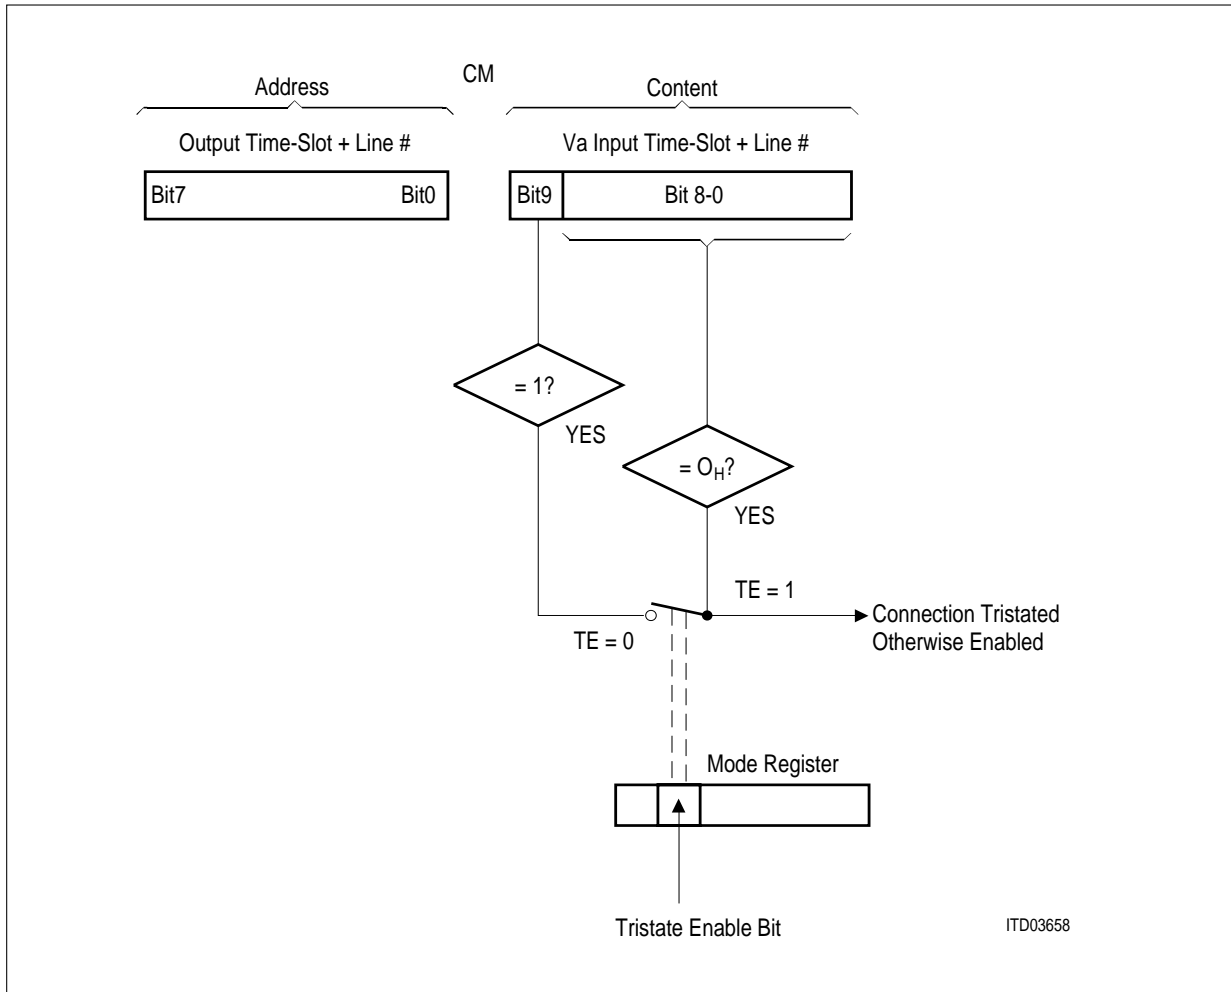 CM
Address
Content
Output Time-Slot + Line #
Va Input Time-Slot + Line #
Bit7
Bit0
Bit9
Bit 8-0
= 1?
YES
= OH?
YES
TE = 1
TE = 0
Connection Tristated
Otherwise Enabled
Mode Register
Tristate Enable Bit
ITD03658